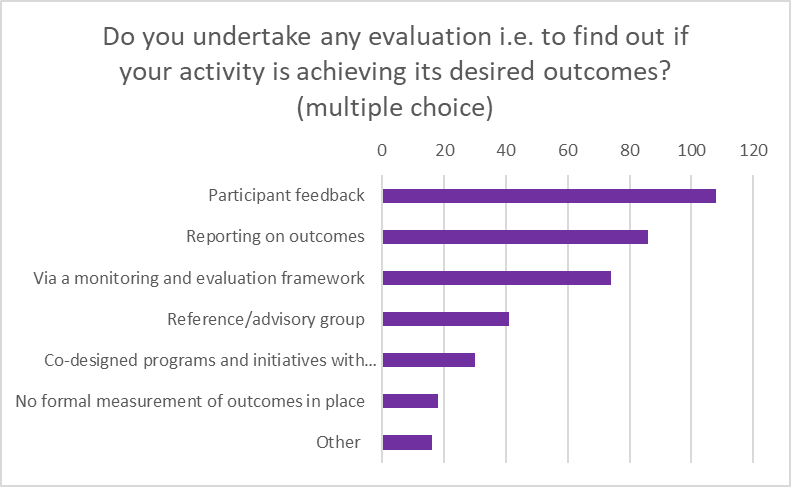 Do you undertake any evaluation i.e. to find out if
your activity is achieving its desired outcomes?
(multiple choice)
0 20 40 60 80 100 120
Participant feedback
Reporting on outcomes
Via a monitoring and evaluation framework
Reference/advisory group
Co-designed programs and initiatives with…
No formal measurement of outcomes in place
Other